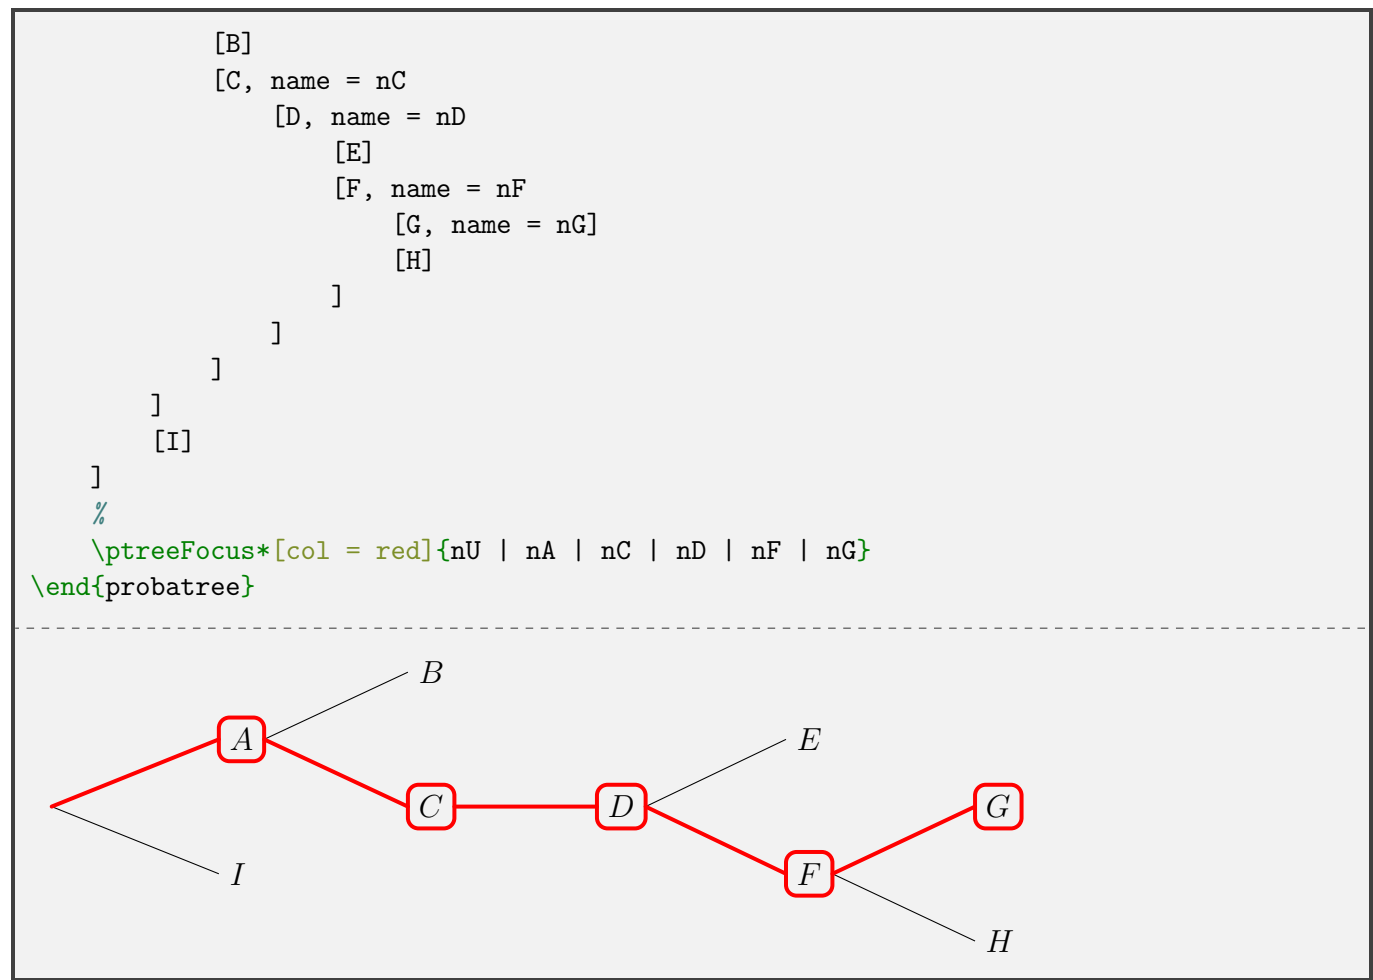 [B]
[C, name = nC
[D, name = nD
[E]
[F, name = nF
[G, name = nG]
[H]
]
]
]
]
[I]
]
%
\ptreeFocus*[col = red]{nU | nA | nC | nD | nF | nG}
\end{probatree}
B
A
E
C
D
G
I
F
H